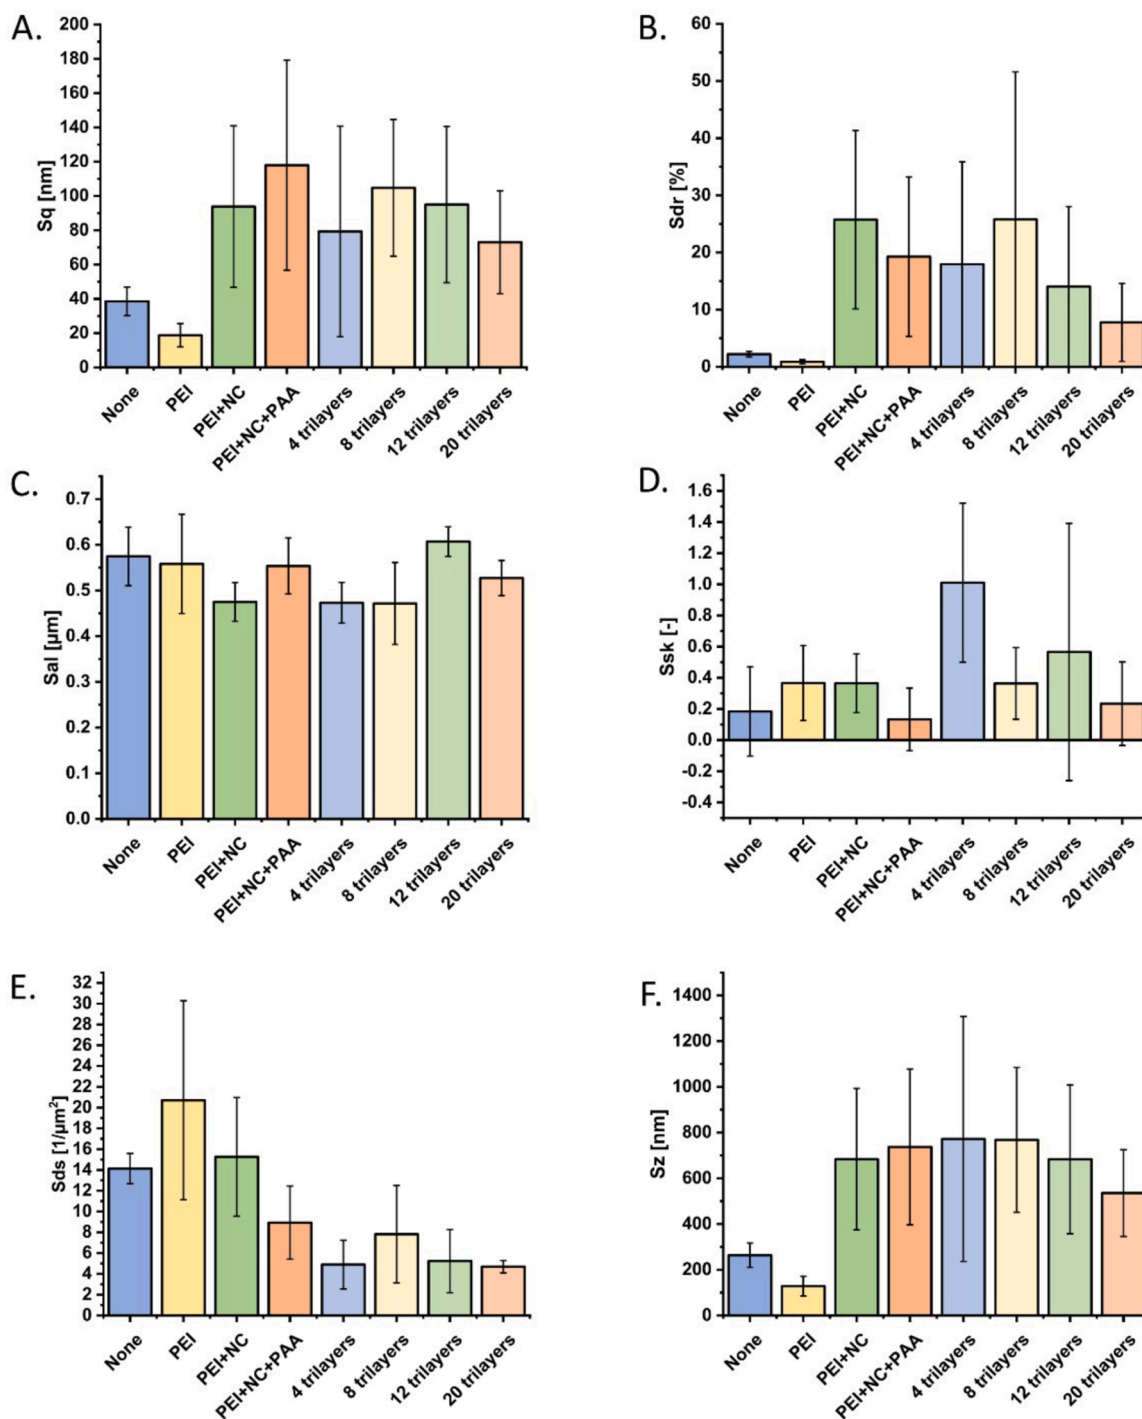 A.
200
180
160
140
120
100
80
60
40
20
0
Sq [nm]
None
PEI
PEI+NC
PEI+NC+PAA
4 trilayers
8 trilayers
12 trilayers
20 trilayers
B.
60
50
40
30
20
10
0
Sdr [%]
None
PEI
PEI+NC
PEI+NC+PAA
4 trilayers
8 trilayers
12 trilayers
20 trilayers
C.
0.7
0.6
0.5
0.4
0.3
0.2
0.1
0.0
Sal [µm]
None
PEI
PEI+NC
PEI+NC+PAA
4 trilayers
8 trilayers
12 trilayers
20 trilayers
D.
1.6
1.4
1.2
1.0
0.8
0.6
0.4
0.2
0.0
-0.2
-0.4
Ssk [-]
None
PEI
PEI+NC
PEI+NC+PAA
4 trilayers
8 trilayers
12 trilayers
20 trilayers
E.
32
30
28
26
24
22
20
18
16
14
12
10
8
6
4
2
0
Sds [1/µm²]
None
PEI
PEI+NC
PEI+NC+PAA
4 trilayers
8 trilayers
12 trilayers
20 trilayers
F.
1400
1200
1000
800
600
400
200
0
Sz [nm]
None
PEI
PEI+NC
PEI+NC+PAA
4 trilayers
8 trilayers
12 trilayers
20 trilayers